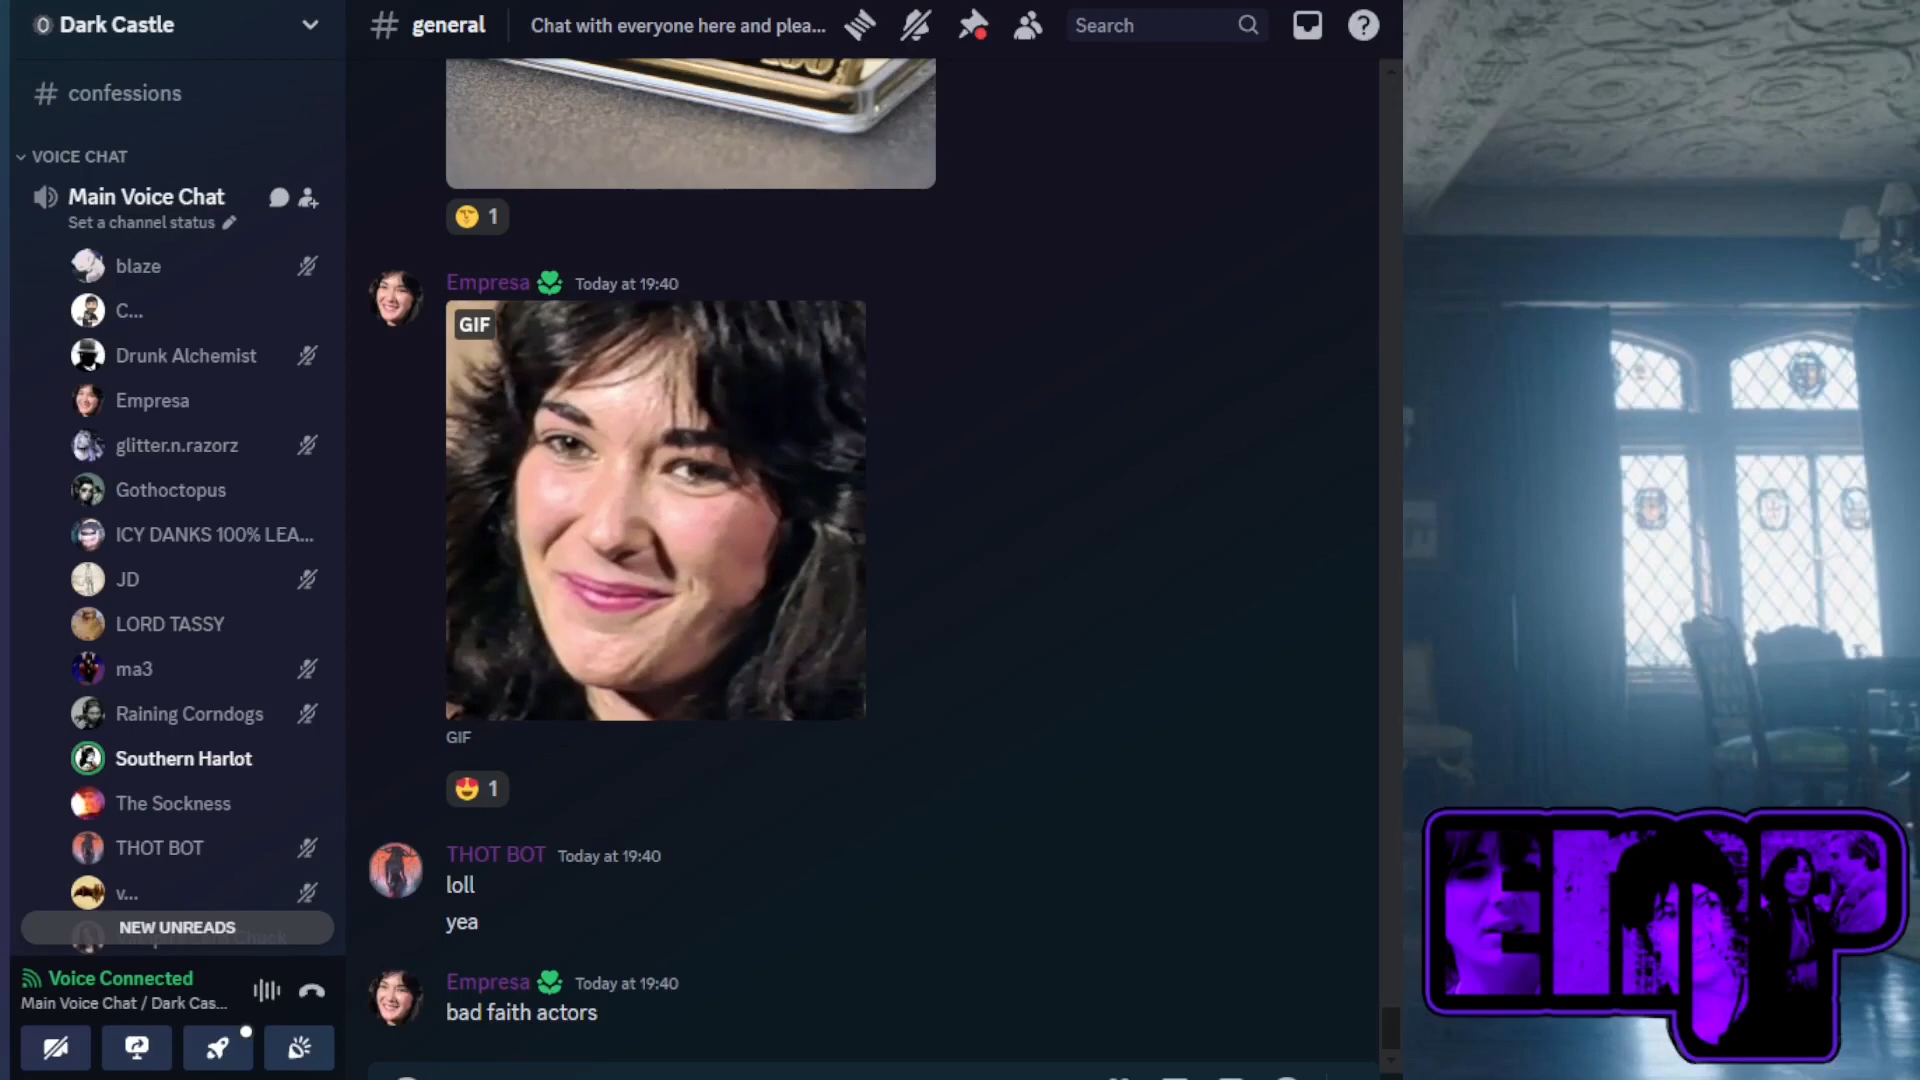 Dark Castle
# confessions
VOICE CHAT
Main Voice Chat
Set a channel status
blaze
C...
Drunk Alchemist
Empresa
glitter.n.razorz
Gothoctopus
ICY DANKS 100% LEA...
JD
LORD TASSY
ma3
Raining Corndogs
Southern Harlot
The Sockness
THOT BOT
v...
NEW UNREADS
Voice Connected
Main Voice Chat / Dark Cas...
# general
Chat with everyone here and plea...
Search
1
Empresa Today at 19:40
GIF
GIF
1
THOT BOT Today at 19:40
loll
yea
Empresa Today at 19:40
bad faith actors
EMP